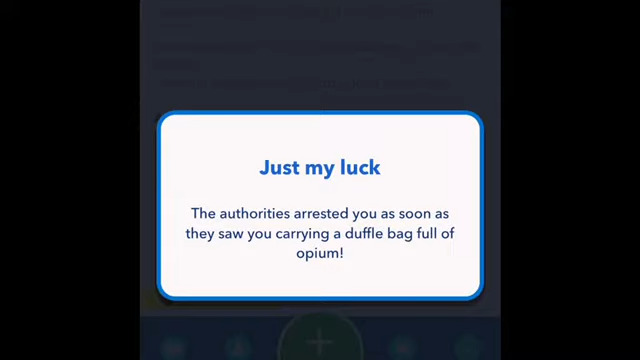 Just my luck
The authorities arrested you as soon as
they saw you carrying a duffle bag full of
opium!